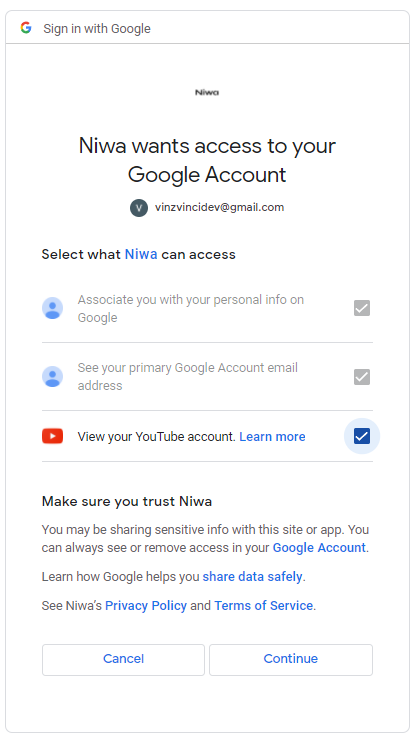 Sign in with Google
Niwa
Niwa wants access to your
Google Account
V vinzvincidev@gmail.com
Select what Niwa can access
Associate you with your personal info on
Google
See your primary Google Account email
address
View your YouTube account. Learn more
Make sure you trust Niwa
You may be sharing sensitive info with this site or app. You
can always see or remove access in your Google Account.
Learn how Google helps you share data safely.
See Niwa's Privacy Policy and Terms of Service.
Cancel
Continue